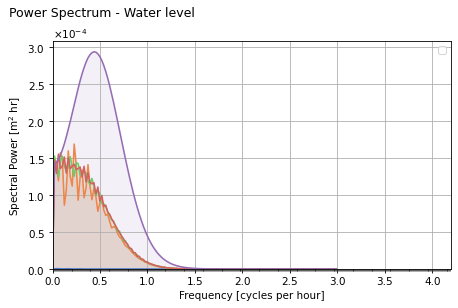 Power Spectrum - Water level
×10⁻⁴
3.0
2.5
2.0
1.5
1.0
0.5
0.0
Spectral Power [m² hr]
0.0 0.5 1.0 1.5 2.0 2.5 3.0 3.5 4.0
Frequency [cycles per hour]